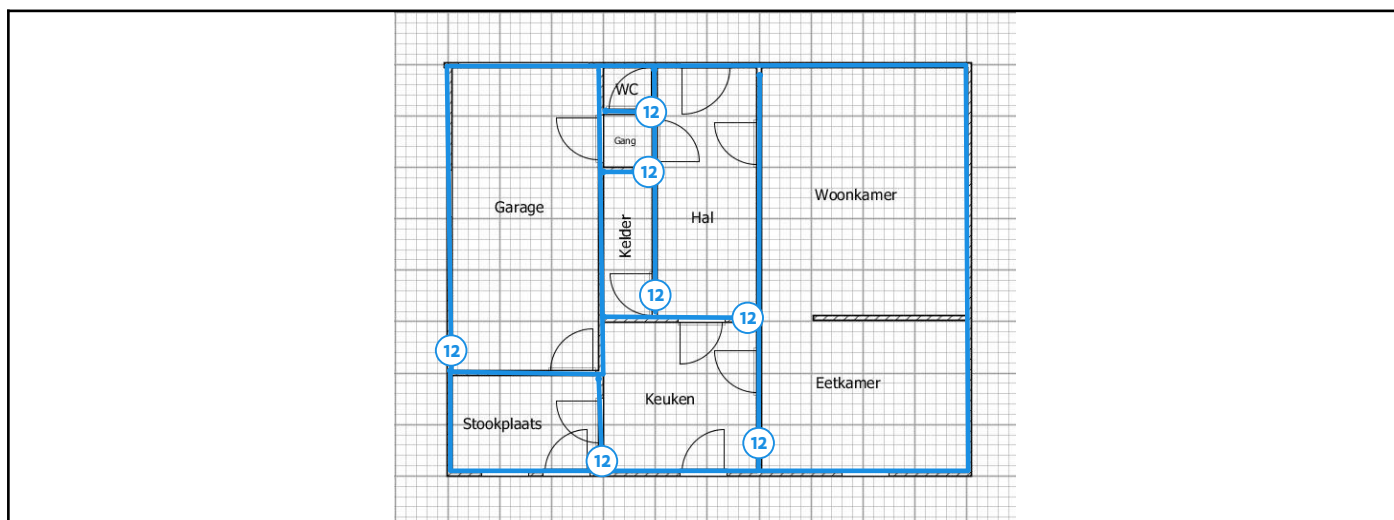 WC
12
Gang
12
Woonkamer
Garage
Hal
Kelder
12
12
12
Eetkamer
Keuken
Stookplaats
12
12